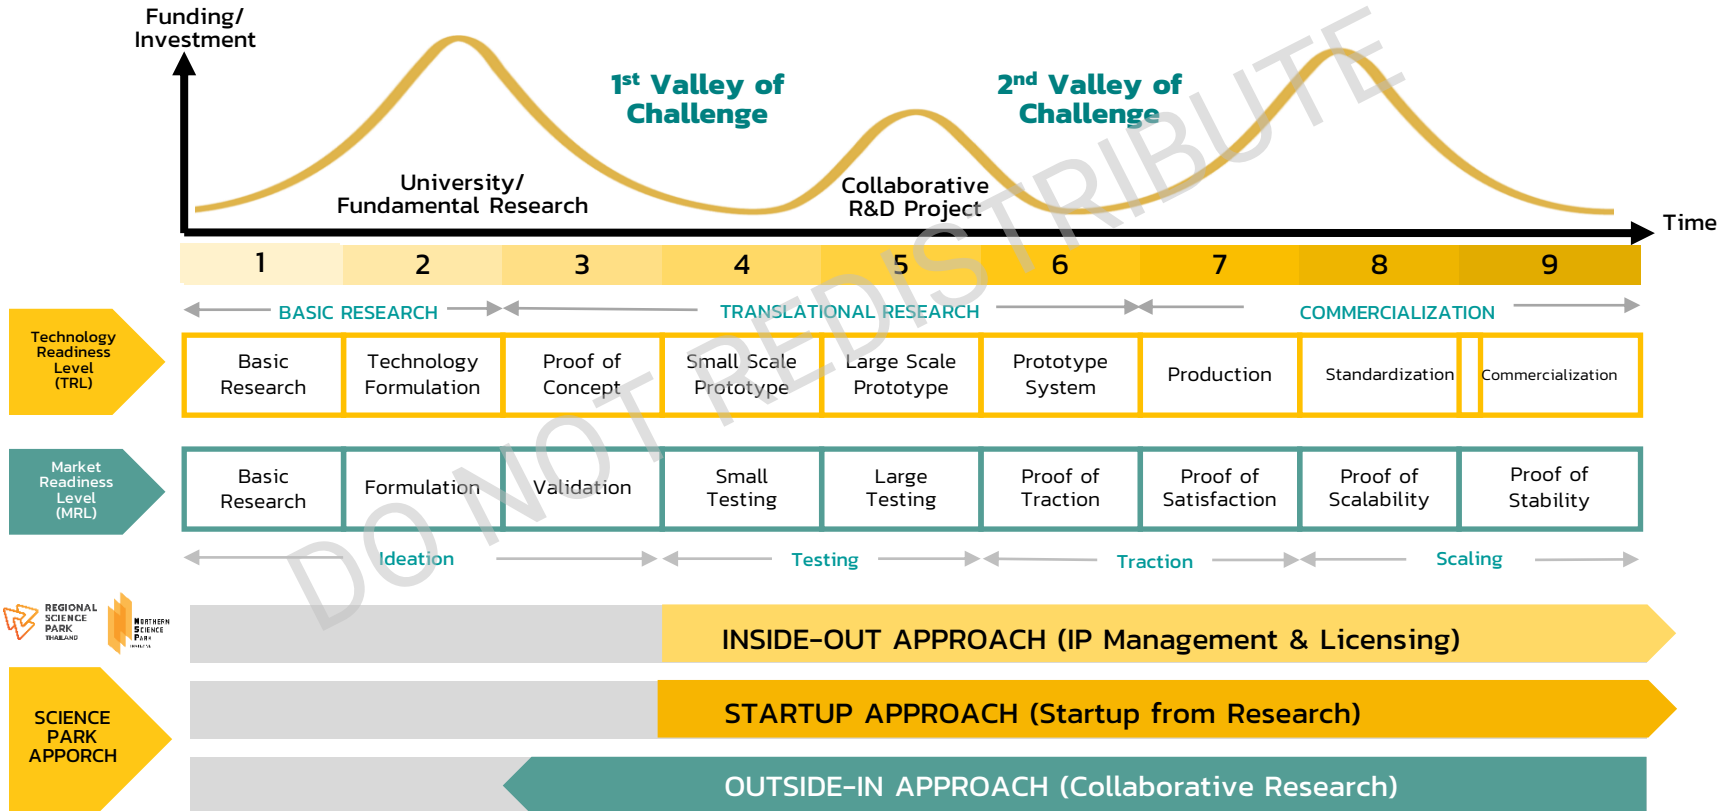 Funding/
Investment
1st Valley of
Challenge
2nd Valley of
Challenge
University/
Fundamental Research
Collaborative
R&D Project
Time
1 2 3 4 5 6 7 8 9
BASIC RESEARCH TRANSLATIONAL RESEARCH COMMERCIALIZATION
Technology
Readiness
Level
(TRL)
Basic
Research
Technology
Formulation
Proof of
Concept
Small Scale
Prototype
Large Scale
Prototype
Prototype
System
Production
Standardization
Commercialization
Market
Readiness
Level
(MRL)
Basic
Research
Formulation
Validation
Small
Testing
Large
Testing
Proof of
Traction
Proof of
Satisfaction
Proof of
Scalability
Proof of
Stability
Ideation Testing Traction Scaling
REGIONAL
SCIENCE
PARK
THAILAND
NORTHERN
SCIENCE
PARK
INSIDE-OUT APPROACH (IP Management & Licensing)
SCIENCE
PARK
APPORCH
STARTUP APPROACH (Startup from Research)
OUTSIDE-IN APPROACH (Collaborative Research)
DO NOT REDISTRIBUTE